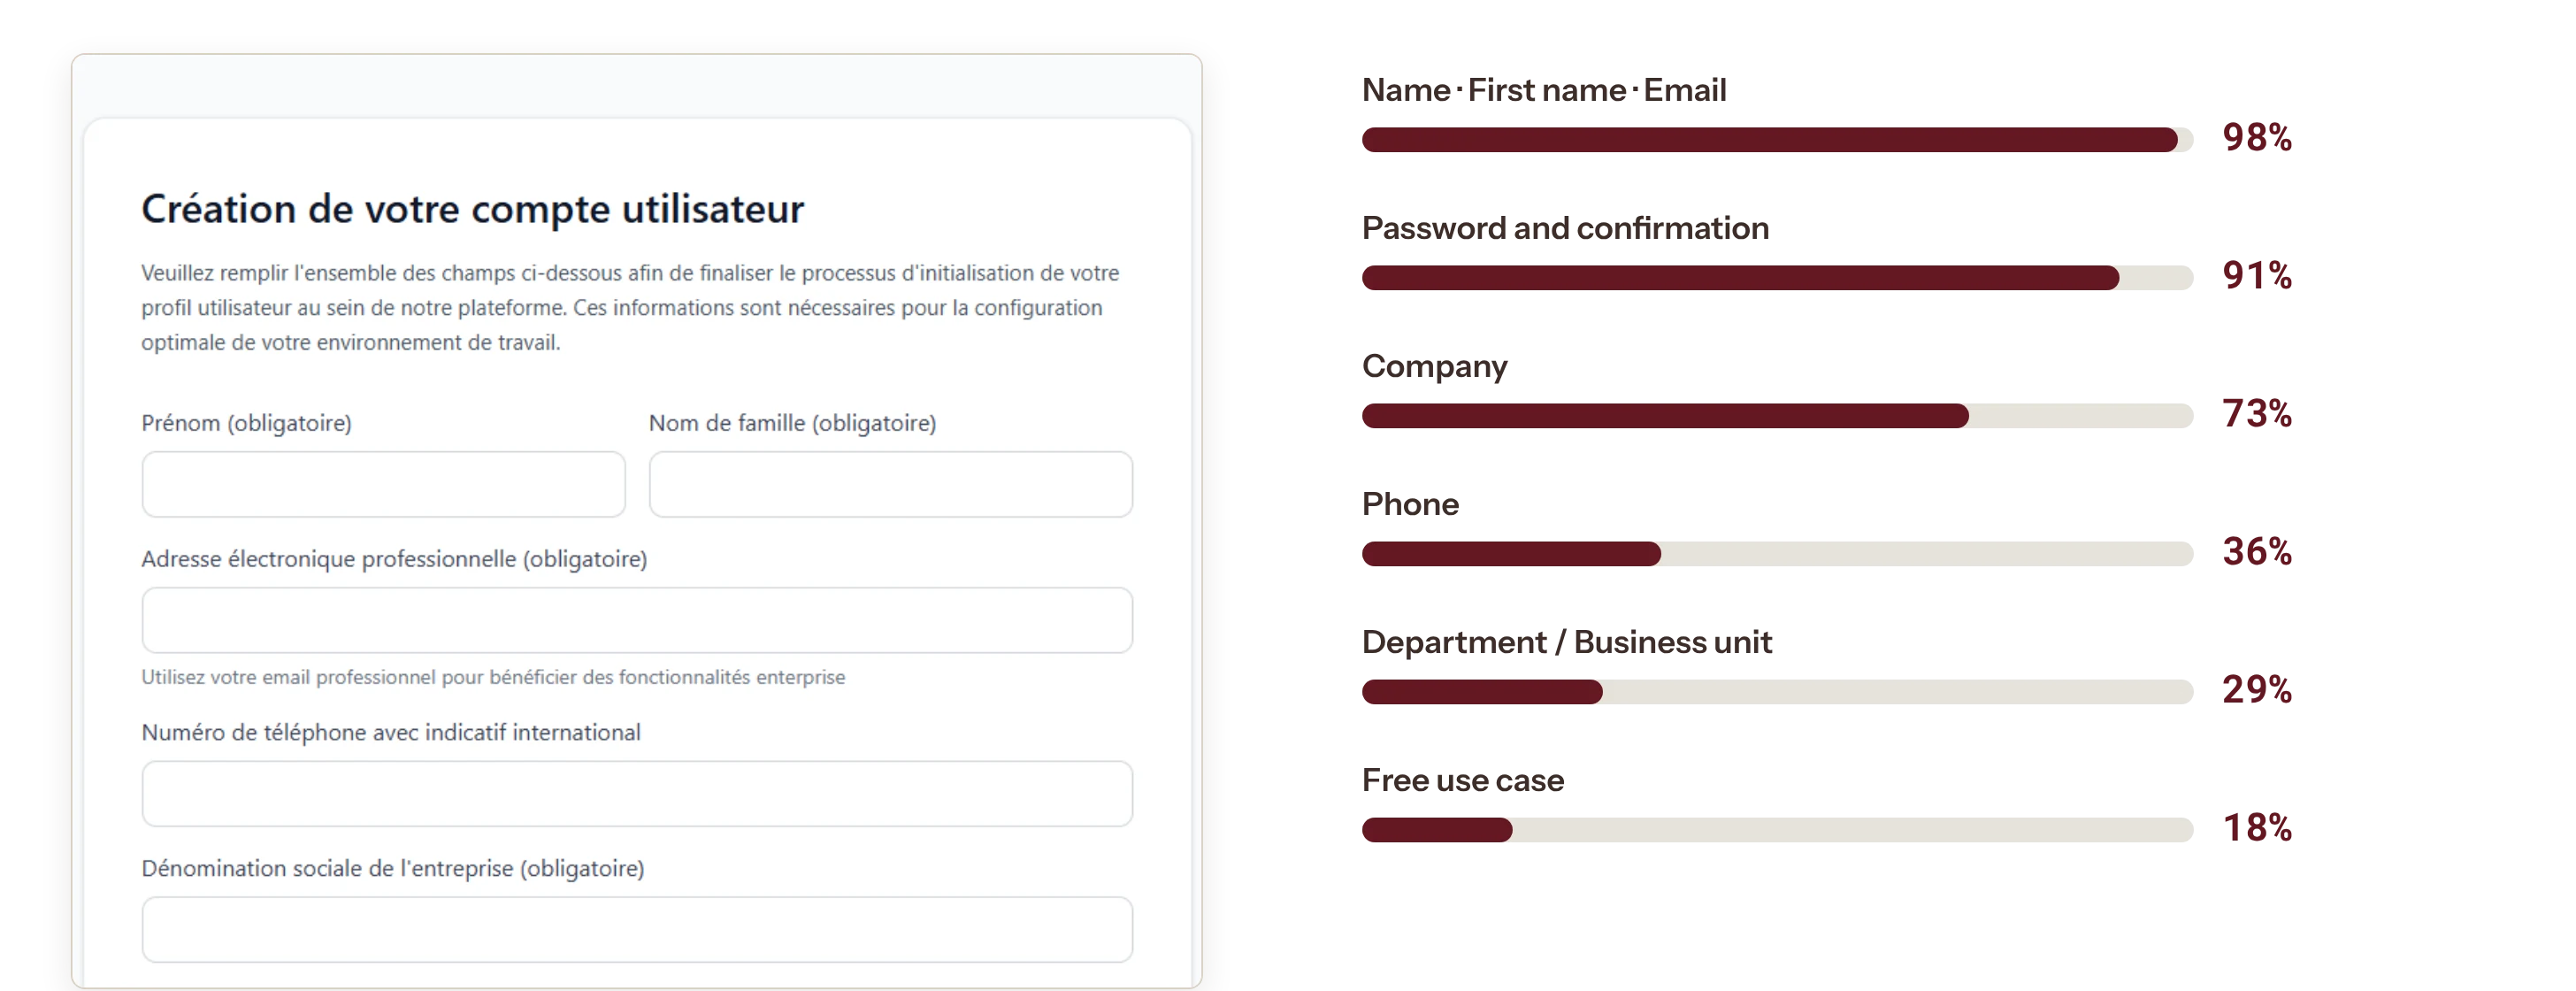 Création de votre compte utilisateur
Veuillez remplir l'ensemble des champs ci-dessous afin de finaliser le processus d'initialisation de votre
profil utilisateur au sein de notre plateforme. Ces informations sont nécessaires pour la configuration
optimale de votre environnement de travail.
Prénom (obligatoire)
Nom de famille (obligatoire)
Adresse électronique professionnelle (obligatoire)
Utilisez votre email professionnel pour bénéficier des fonctionnalités enterprise
Numéro de téléphone avec indicatif international
Dénomination sociale de l'entreprise (obligatoire)
Name · First name · Email
98%
Password and confirmation
91%
Company
73%
Phone
36%
Department / Business unit
29%
Free use case
18%